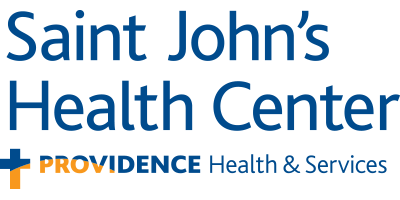 Saint John's
Health Center
PROVIDENCE Health & Services